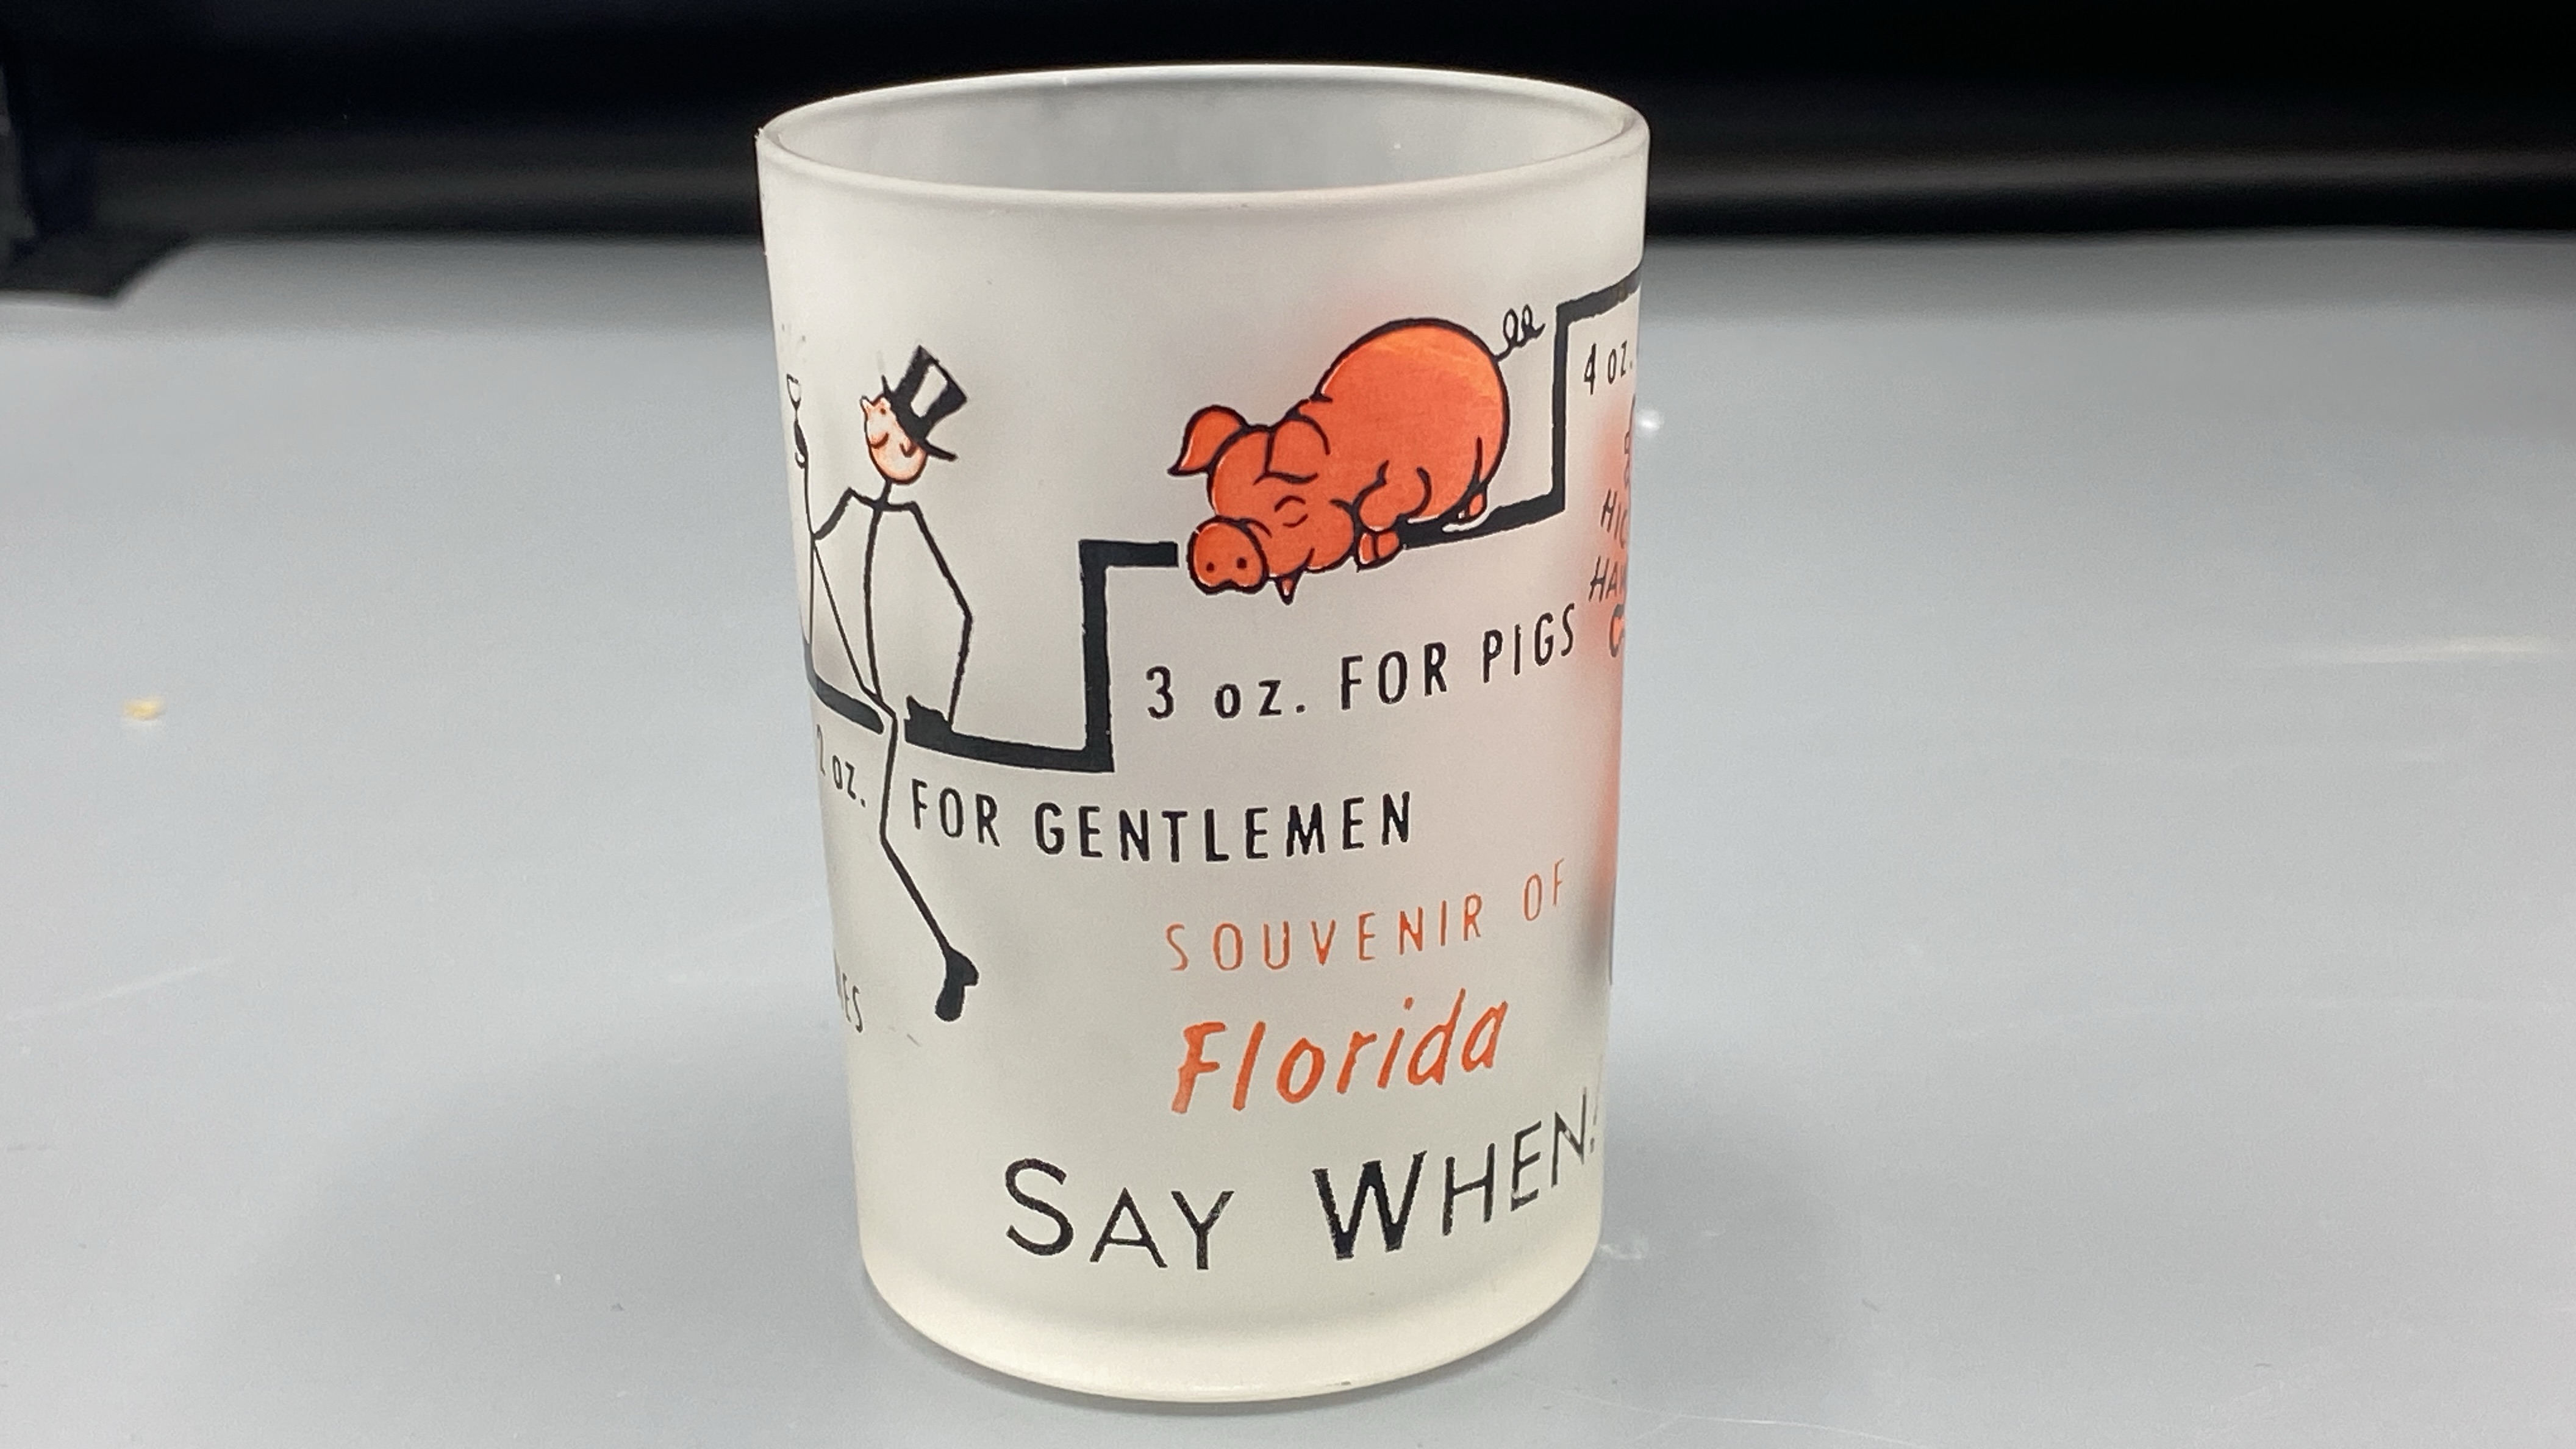 4 oz.
3 oz. FOR PIGS
2 oz. FOR GENTLEMEN
SOUVENIR OF
Florida
SAY WHEN!